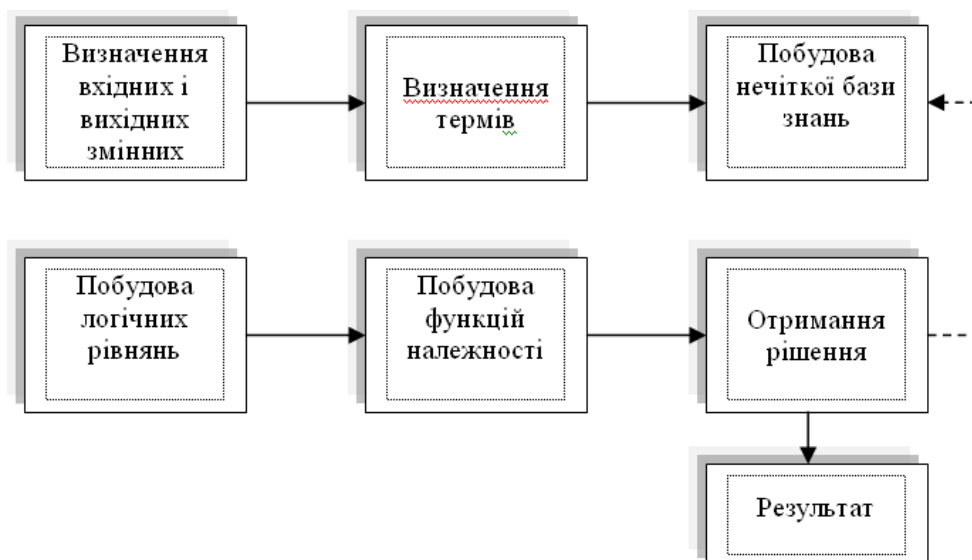 Визначення
вхідних і
вихідних
змінних
Визначення
термів
Побудова
нечіткої бази
знань
Побудова
логічних
рівнянь
Побудова
функцій
належності
Отримання
рішення
Результат